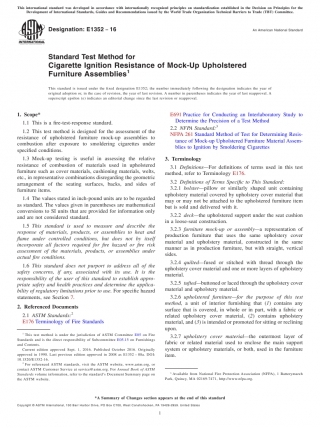 This international standard was developed in accordance with internationally recognized principles on standardization established in the Decision on Principles for the
Development of International Standards, Guides and Recommendations issued by the World Trade Organization Technical Barriers to Trade (TBT) Committee.
Designation: E1352 − 16
An American National Standard
INTERNATIONAL
Standard Test Method for
Cigarette Ignition Resistance of Mock-Up Upholstered
Furniture Assemblies1
This standard is issued under the fixed designation E1352; the number immediately following the designation indicates the year of
original adoption or, in the case of revision, the year of last revision. A number in parentheses indicates the year of last reapproval. A
superscript epsilon (´) indicates an editorial change since the last revision or reapproval.
1. Scope*
1.1 This is a fire-test-response standard.
1.2 This test method is designed for the assessment of the
resistance of upholstered furniture mock-up assemblies to
combustion after exposure to smoldering cigarettes under
specified conditions.
1.3 Mock-up testing is useful in assessing the relative
resistance of combustion of materials used in upholstered
furniture such as cover materials, cushioning materials, welts,
etc., in representative combinations regarding the geometric
arrangement of seating surfaces, backs, and sides of
furniture items.
1.4 The values stated in inch-pound units are to be regarded
as standard. The values given in parentheses are mathematical
conversions to SI units that are provided for information only
and are not considered standard.
1.5 This standard is used to measure and describe the
response of materials, products, or assemblies to heat and
flame under controlled conditions, but does not by itself
incorporate all factors required for fire hazard or fire risk
assessment of the materials, products or assemblies under
actual fire conditions.
1.6 This standard does not purport to address all of the
safety concerns, if any, associated with its use. It is the
responsibility of the user of this standard to establish appro-
priate safety and health practices and determine the applica-
bility of regulatory limitations prior to use. For specific hazard
statements, see Section 7.
2. Referenced Documents
2.1 ASTM Standards:2
E176 Terminology of Fire Standards
E691 Practice for Conducting an Interlaboratory Study to
Determine the Precision of a Test Method
2.2 NFPA Standard:3
NFPA 261 Standard Method of Test for Determining Resis-
tance of Mock-up Upholstered Furniture Material Assem-
blies to Ignition by Smoldering Cigarettes
3. Terminology
3.1 Definitions—For definitions of terms used in this test
method, refer to Terminology E176.
3.2 Definitions of Terms Specific to This Standard:
3.2.1 bolster—pillow or similarly shaped unit containing
upholstery material covered by upholstery cover material that
may or may not be attached to the upholstered furniture item
but is sold and delivered with it.
3.2.2 deck—the upholstered support under the seat cushion
in a loose-seat construction.
3.2.3 furniture mock-up or assembly—a representation of
production furniture that uses the same upholstery cover
material and upholstery material, constructed in the same
manner as in production furniture, but with straight, vertical
sides.
3.2.4 quilted—fused or stitched with thread through the
upholstery cover material and one or more layers of upholstery
material.
3.2.5 tufted—buttoned or laced through the upholstery cover
material and upholstery material.
3.2.6 upholstered furniture—for the purpose of this test
method, a unit of interior furnishing that (1) contains any
surface that is covered, in whole or in part, with a fabric or
related upholstery cover material, (2) contains upholstery
material, and (3) is intended or promoted for sitting or reclining
upon.
3.2.7 upholstery cover material—the outermost layer of
fabric or related material used to enclose the main support
system or upholstery materials, or both, used in the furniture
item.
1 This test method is under the jurisdiction of ASTM Committee E05 on Fire
Standards and is the direct responsibility of Subcommittee E05.15 on Furnishings
and Contents.
Current edition approved Sept. 1, 2016. Published October 2016. Originally
DOI: 10.1520/E1352-16.
2 For referenced ASTM standards, visit the ASTM website, www.astm.org, or
contact ASTM Customer Service at service@astm.org. For Annual Book of ASTM
Standards volume information, refer to the standard's Document Summary page on
the ASTM website.
3 Available from National Fire Protection Association (NFPA), 1 Batterymarch
Park, Quincy, MA 02169-7471, http://www.nfpa.org.
*A Summary of Changes section appears at the end of this standard
Copyright © ASTM International, 100 Barr Harbor Drive, PO Box C700, West Conshohocken, PA 19428-2959. United States
1